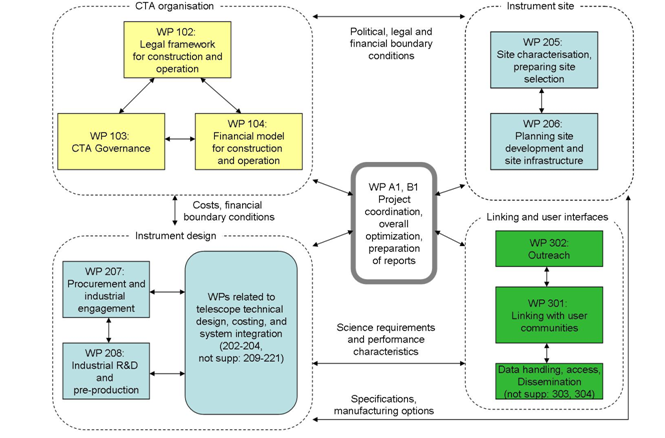 CTA organisation
WP 102:
Legal framework
for construction and
operation
WP 103:
CTA Governance
WP 104:
Financial model
for construction and
operation
Political, legal and
financial boundary
conditions
Instrument site
WP 205:
Site characterisation,
preparing site
selection
WP 206:
Planning site
development and
site infrastructure
WP A1, B1
Project
coordination,
overall
optimization,
preparation
of reports
Costs, financial
boundary conditions
Instrument design
WP 207:
Procurement and
industrial
engagement
WP 208:
Industrial R&D
and
pre-production
WPs related to
telescope technical
design, costing, and
system integration
(202-204,
not supp: 209-221)
Linking and user interfaces
WP 302:
Outreach
WP 301:
Linking with user
communities
Data handling, access,
Dissemination
(not supp: 303, 304)
Science requirements
and performance
characteristics
Specifications,
manufacturing options